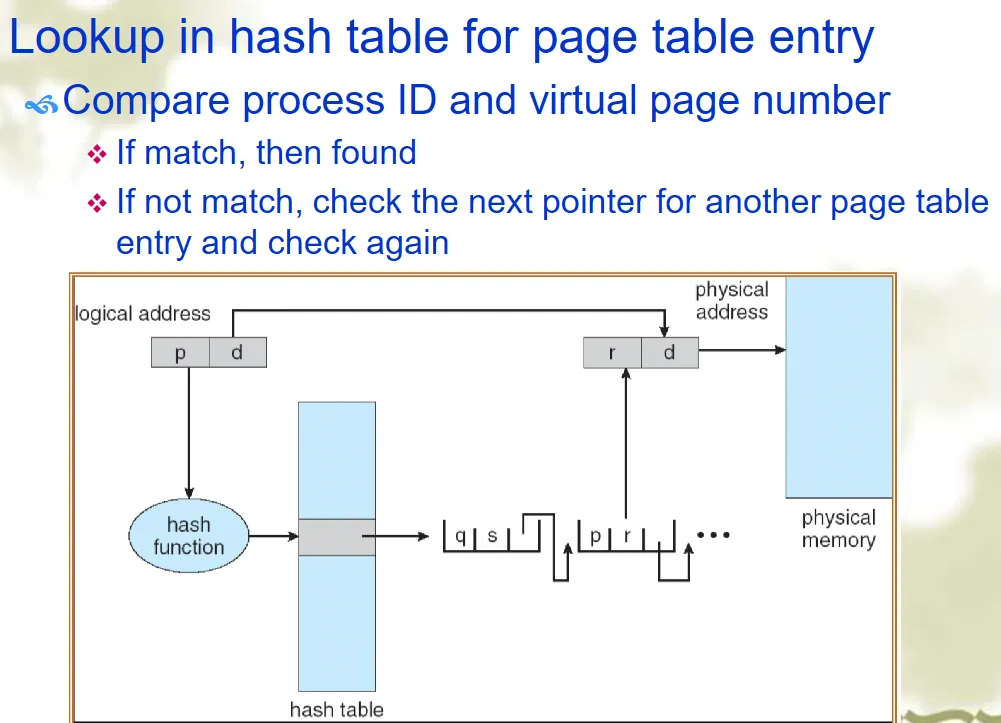 Lookup in hash table for page table entry
Compare process ID and virtual page number
If match, then found
If not match, check the next pointer for another page table
entry and check again
logical address
physical
address
p d
r d
hash
function
q s
p r
physical
memory
hash table